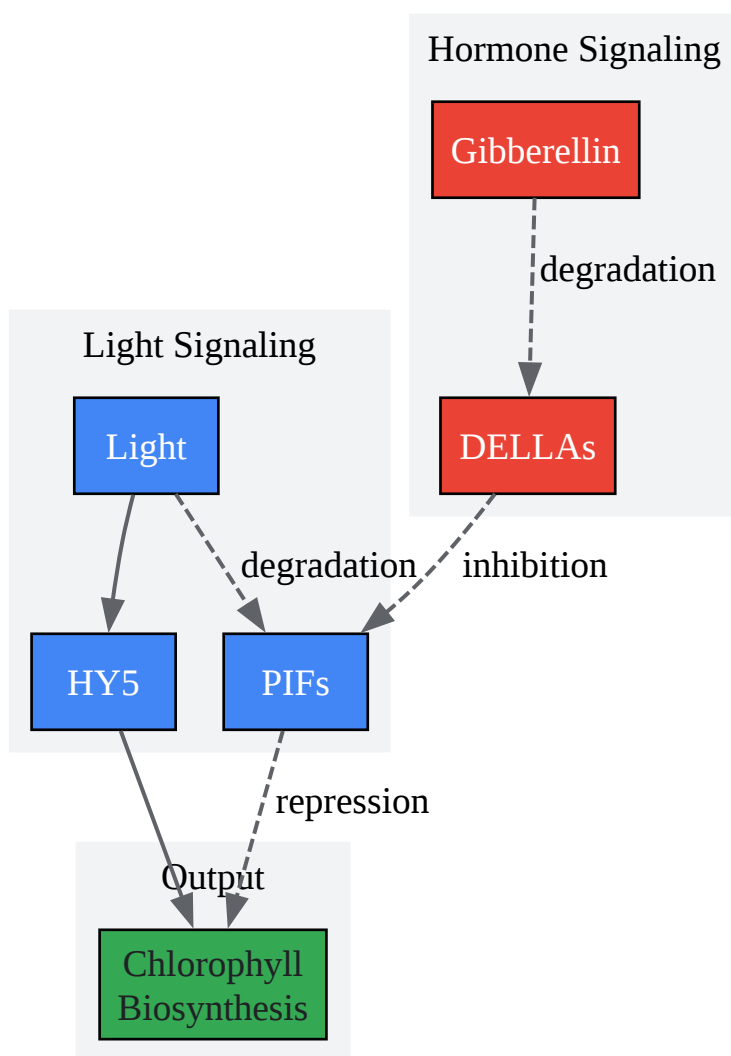 Hormone Signaling
Gibberellin
degradation
Light Signaling
Light
DELLAs
degradation
inhibition
HY5
PIFs
repression
Output
Chlorophyll
Biosynthesis